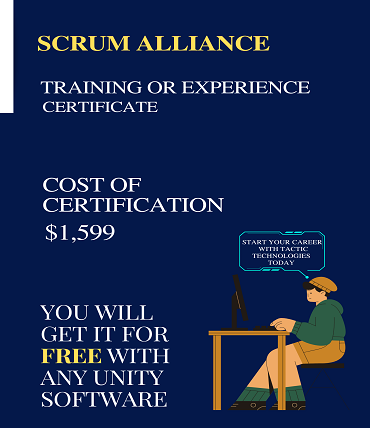 SCRUM ALLIANCE
TRAINING OR EXPERIENCE
CERTIFICATE
COST OF
CERTIFICATION
$1,599
START YOUR CAREER
WITH TACTIC
TECHNOLOGIES
TODAY
YOU WILL
GET IT FOR
FREE WITH
ANY UNITY
SOFTWARE